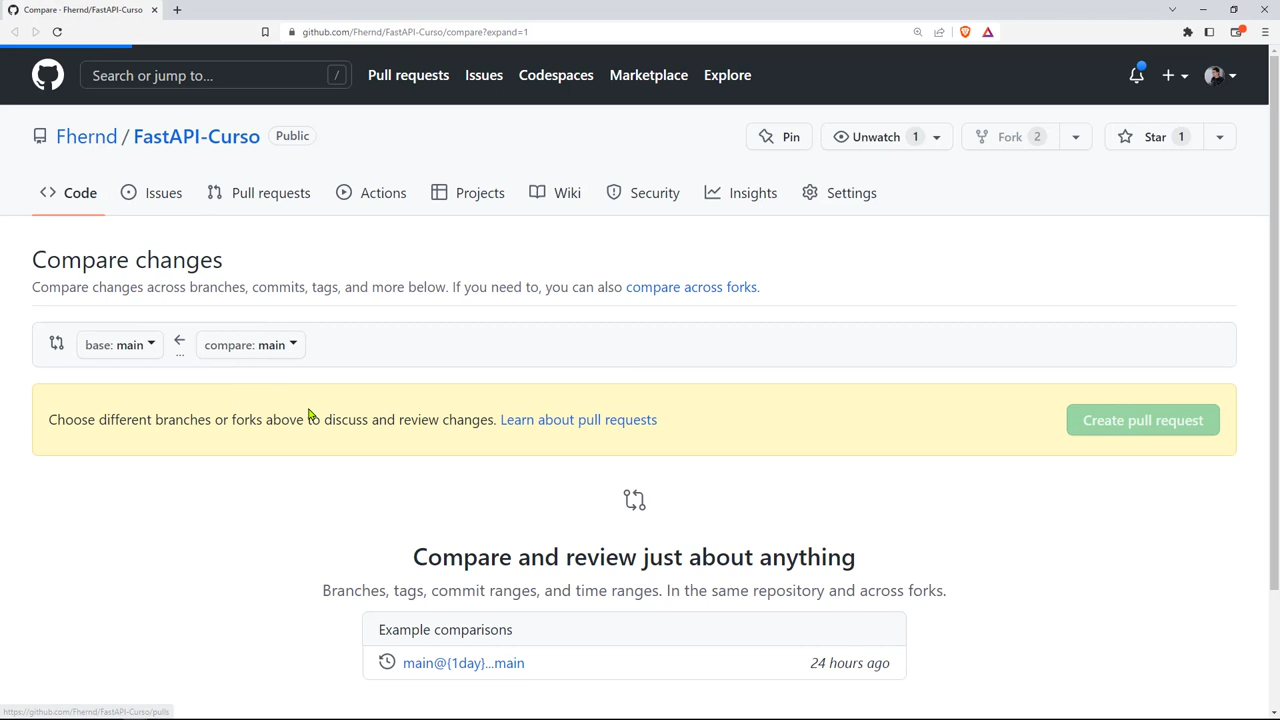 Compare · Fhernd/FastAPI-Curso
github.com/Fhernd/FastAPI-Curso/compare?expand=1
Search or jump to... /
Pull requests Issues Codespaces Marketplace Explore
Fhernd / FastAPI-Curso Public
Pin Unwatch 1 Fork 2 Star 1
Code Issues Pull requests Actions Projects Wiki Security Insights Settings
Compare changes
Compare changes across branches, commits, tags, and more below. If you need to, you can also compare across forks.
base: main ... compare: main
Choose different branches or forks above to discuss and review changes. Learn about pull requests
Create pull request
Compare and review just about anything
Branches, tags, commit ranges, and time ranges. In the same repository and across forks.
Example comparisons
main@{1day}...main 24 hours ago
https://github.com/Fhernd/FastAPI-Curso/pulls